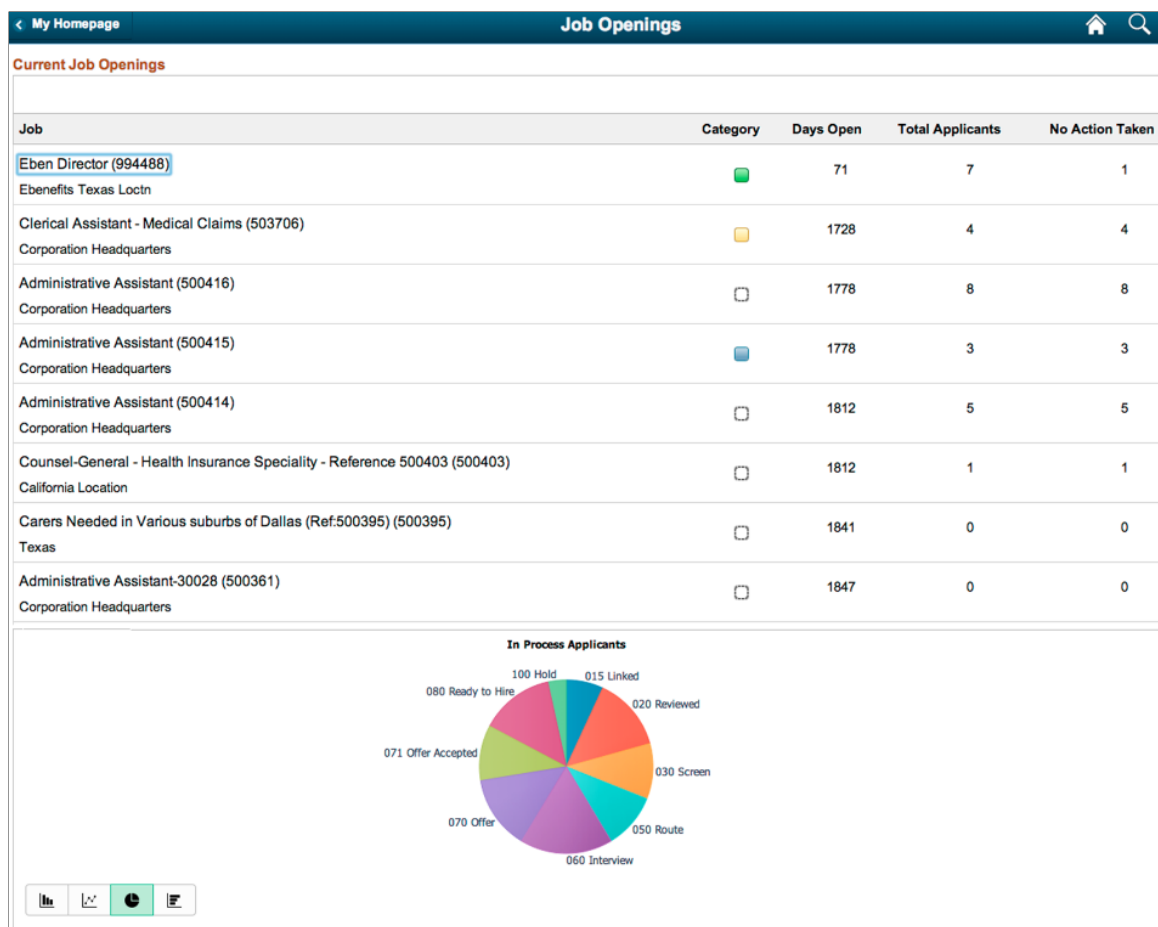 My Homepage Job Openings
Current Job Openings
Job Category Days Open Total Applicants No Action Taken
Eben Director (994488) 71 7 1
Ebenefits Texas Loctn
Clerical Assistant - Medical Claims (503706) 1728 4 4
Corporation Headquarters
Administrative Assistant (500416) 1778 8 8
Corporation Headquarters
Administrative Assistant (500415) 1778 3 3
Corporation Headquarters
Administrative Assistant (500414) 1812 5 5
Corporation Headquarters
Counsel-General - Health Insurance Speciality - Reference 500403 (500403) 1812 1 1
California Location
Carers Needed in Various suburbs of Dallas (Ref:500395) (500395) 1841 0 0
Texas
Administrative Assistant-30028 (500361) 1847 0 0
Corporation Headquarters
In Process Applicants
100 Hold 015 Linked
080 Ready to Hire
020 Reviewed
071 Offer Accepted
030 Screen
070 Offer
050 Route
060 Interview